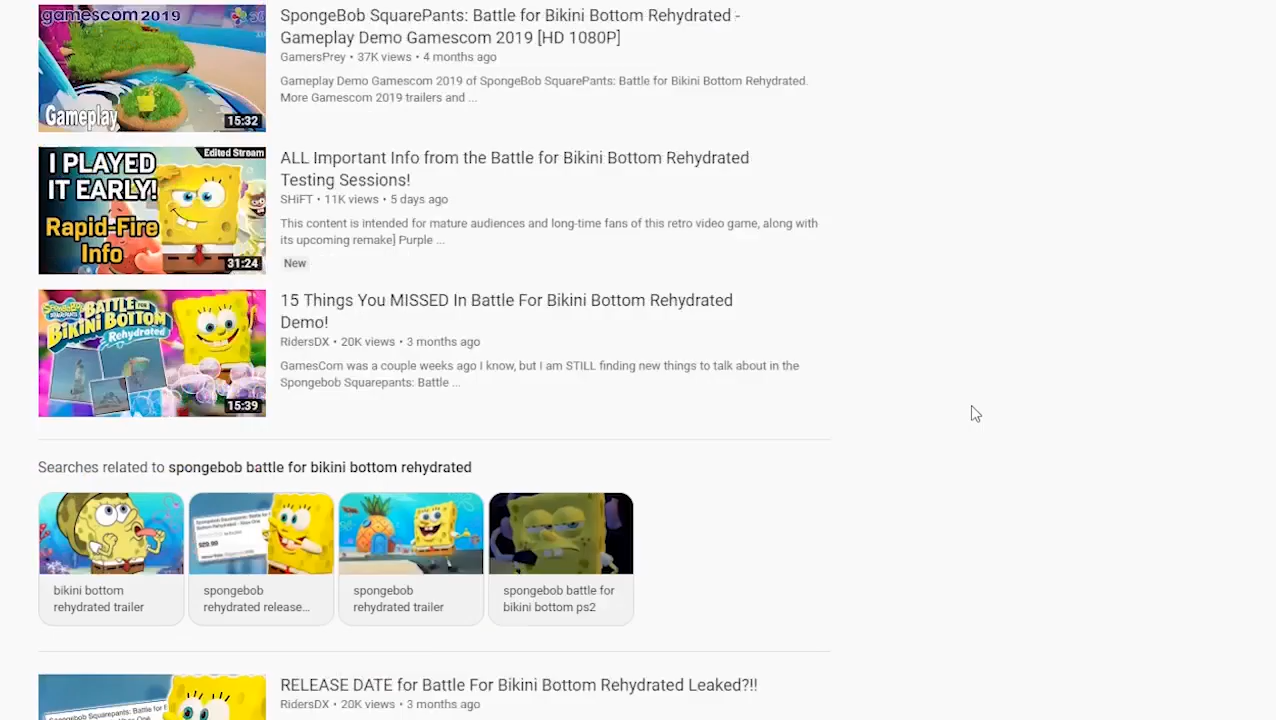 gamescom 2019
Gameplay
15:32
SpongeBob SquarePants: Battle for Bikini Bottom Rehydrated -
Gameplay Demo Gamescom 2019 [HD 1080P]
GamersPrey • 37K views • 4 months ago
Gameplay Demo Gamescom 2019 of SpongeBob SquarePants: Battle for Bikini Bottom Rehydrated.
More Gamescom 2019 trailers and ...
Edited Stream
I PLAYED
IT EARLY!
Rapid-Fire
Info
31:24
ALL Important Info from the Battle for Bikini Bottom Rehydrated
Testing Sessions!
SHiFT • 11K views • 5 days ago
This content is intended for mature audiences and long-time fans of this retro video game, along with
its upcoming remake] Purple ...
New
SpongeBob
SQUAREPANTS
BATTLE FOR
BIKINI BOTTOM
Rehydrated
15:39
15 Things You MISSED In Battle For Bikini Bottom Rehydrated
Demo!
RidersDX • 20K views • 3 months ago
GamesCom was a couple weeks ago I know, but I am STILL finding new things to talk about in the
Spongebob Squarepants: Battle ...
Searches related to spongebob battle for bikini bottom rehydrated
$29.99
bikini bottom
rehydrated trailer
spongebob
rehydrated release...
spongebob
rehydrated trailer
spongebob battle for
bikini bottom ps2
RELEASE DATE for Battle For Bikini Bottom Rehydrated Leaked?!!
RidersDX • 20K views • 3 months ago